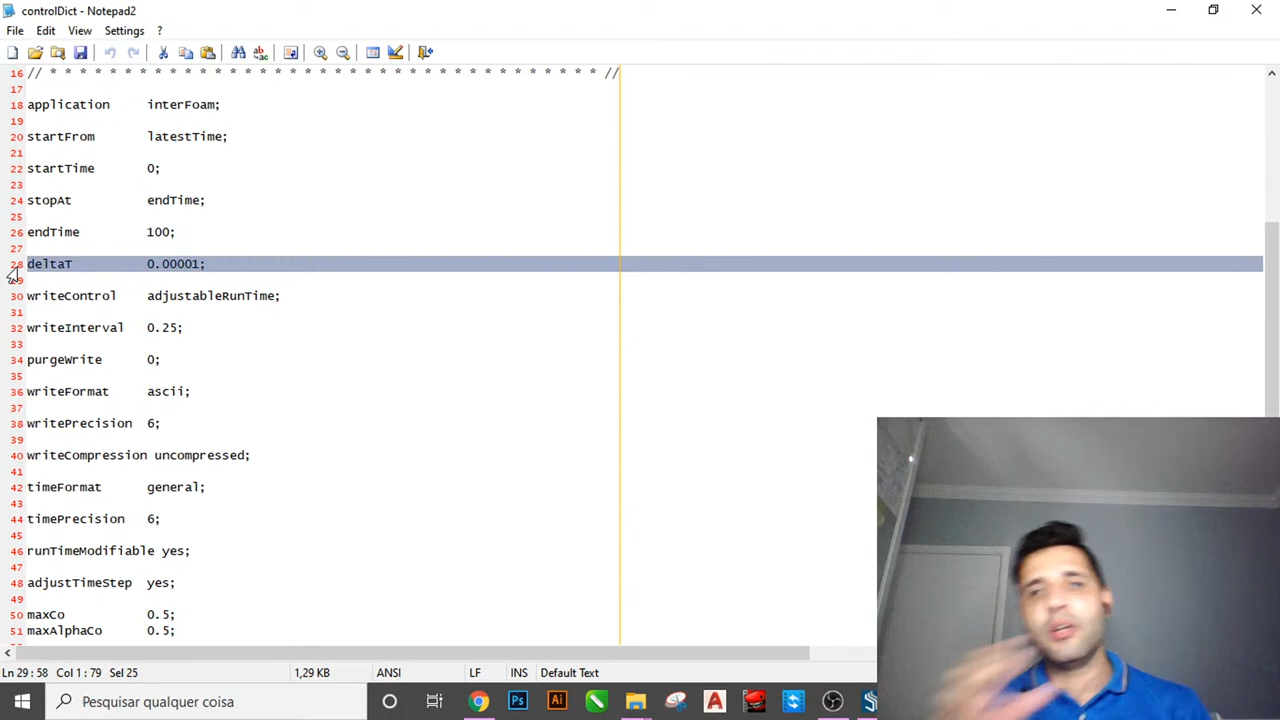 controlDict - Notepad2
File Edit View Settings ?
16 // * * * * * * * * * * * * * * * * * * * * * * * * * * * * * * * * * * * * * //
17
18 application interFoam;
19
20 startFrom latestTime;
21
22 startTime 0;
23
24 stopAt endTime;
25
26 endTime 100;
27
28 deltaT 0.00001;
29
30 writeControl adjustableRunTime;
31
32 writeInterval 0.25;
33
34 purgeWrite 0;
35
36 writeFormat ascii;
37
38 writePrecision 6;
39
40 writeCompression uncompressed;
41
42 timeFormat general;
43
44 timePrecision 6;
45
46 runTimeModifiable yes;
47
48 adjustTimeStep yes;
49
50 maxCo 0.5;
51 maxAlphaCo 0.5;
Ln 29 : 58 Col 1 : 79 Sel 25 1,29 KB ANSI LF INS Default Text
Pesquisar qualquer coisa Ps Ai A